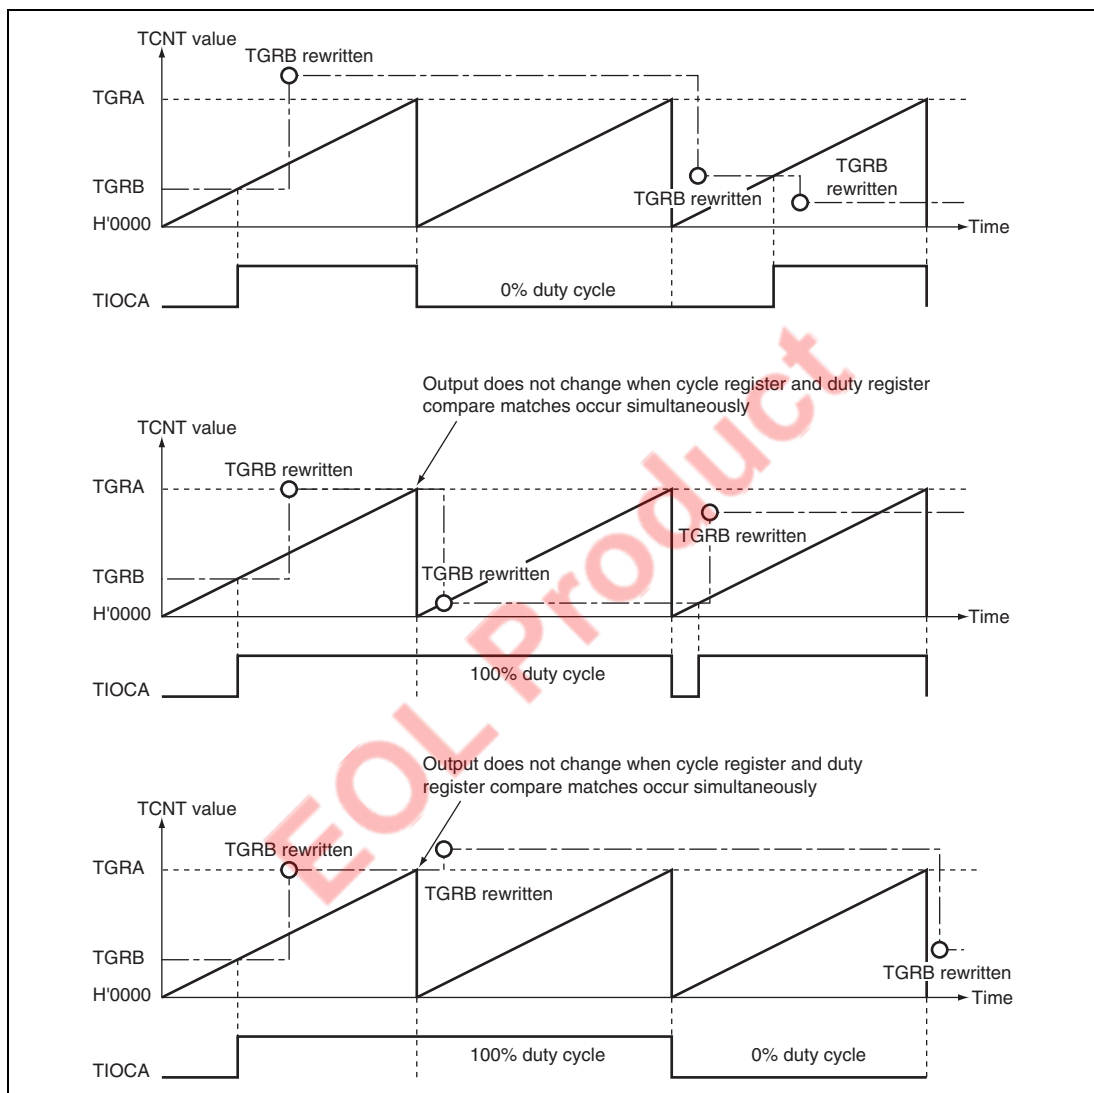 TCNT value
TGRB rewritten
TGRA
TGRB
rewritten
TGRB
TGRB rewritten
H'0000
Time
0% duty cycle
TIOCA
Output does not change when cycle register and duty register
compare matches occur simultaneously
TCNT value
TGRB rewritten
TGRA
TGRB rewritten
TGRB
TGRB rewritten
H'0000
Time
100% duty cycle
TIOCA
Output does not change when cycle register and duty
register compare matches occur simultaneously
TCNT value
TGRB rewritten
TGRA
TGRB rewritten
TGRB
TGRB rewritten
H'0000
Time
100% duty cycle
0% duty cycle
TIOCA
EOL Product